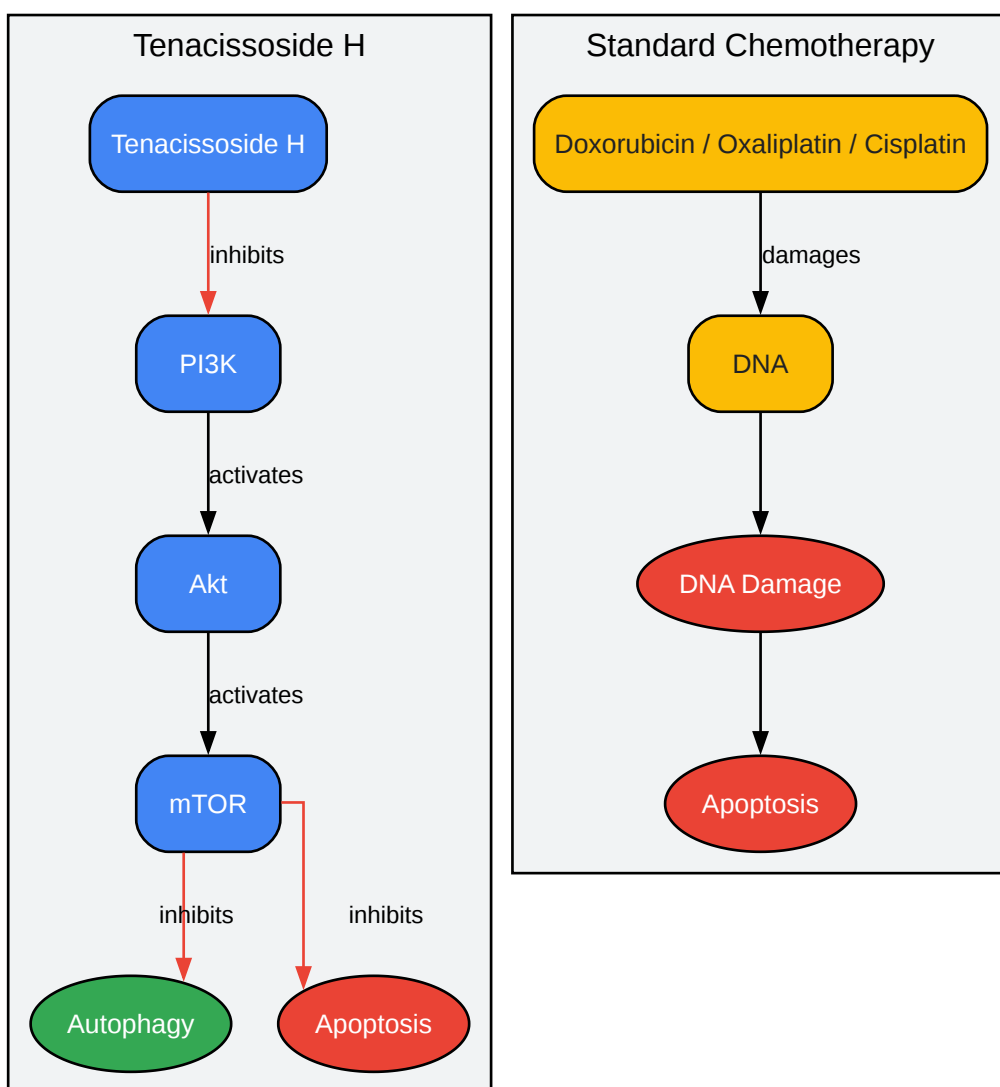 Tenacissoside H
Tenacissoside H
inhibits
PI3K
activates
Akt
activates
mTOR
inhibits
inhibits
Autophagy
Apoptosis
Standard Chemotherapy
Doxorubicin / Oxaliplatin / Cisplatin
damages
DNA
DNA Damage
Apoptosis